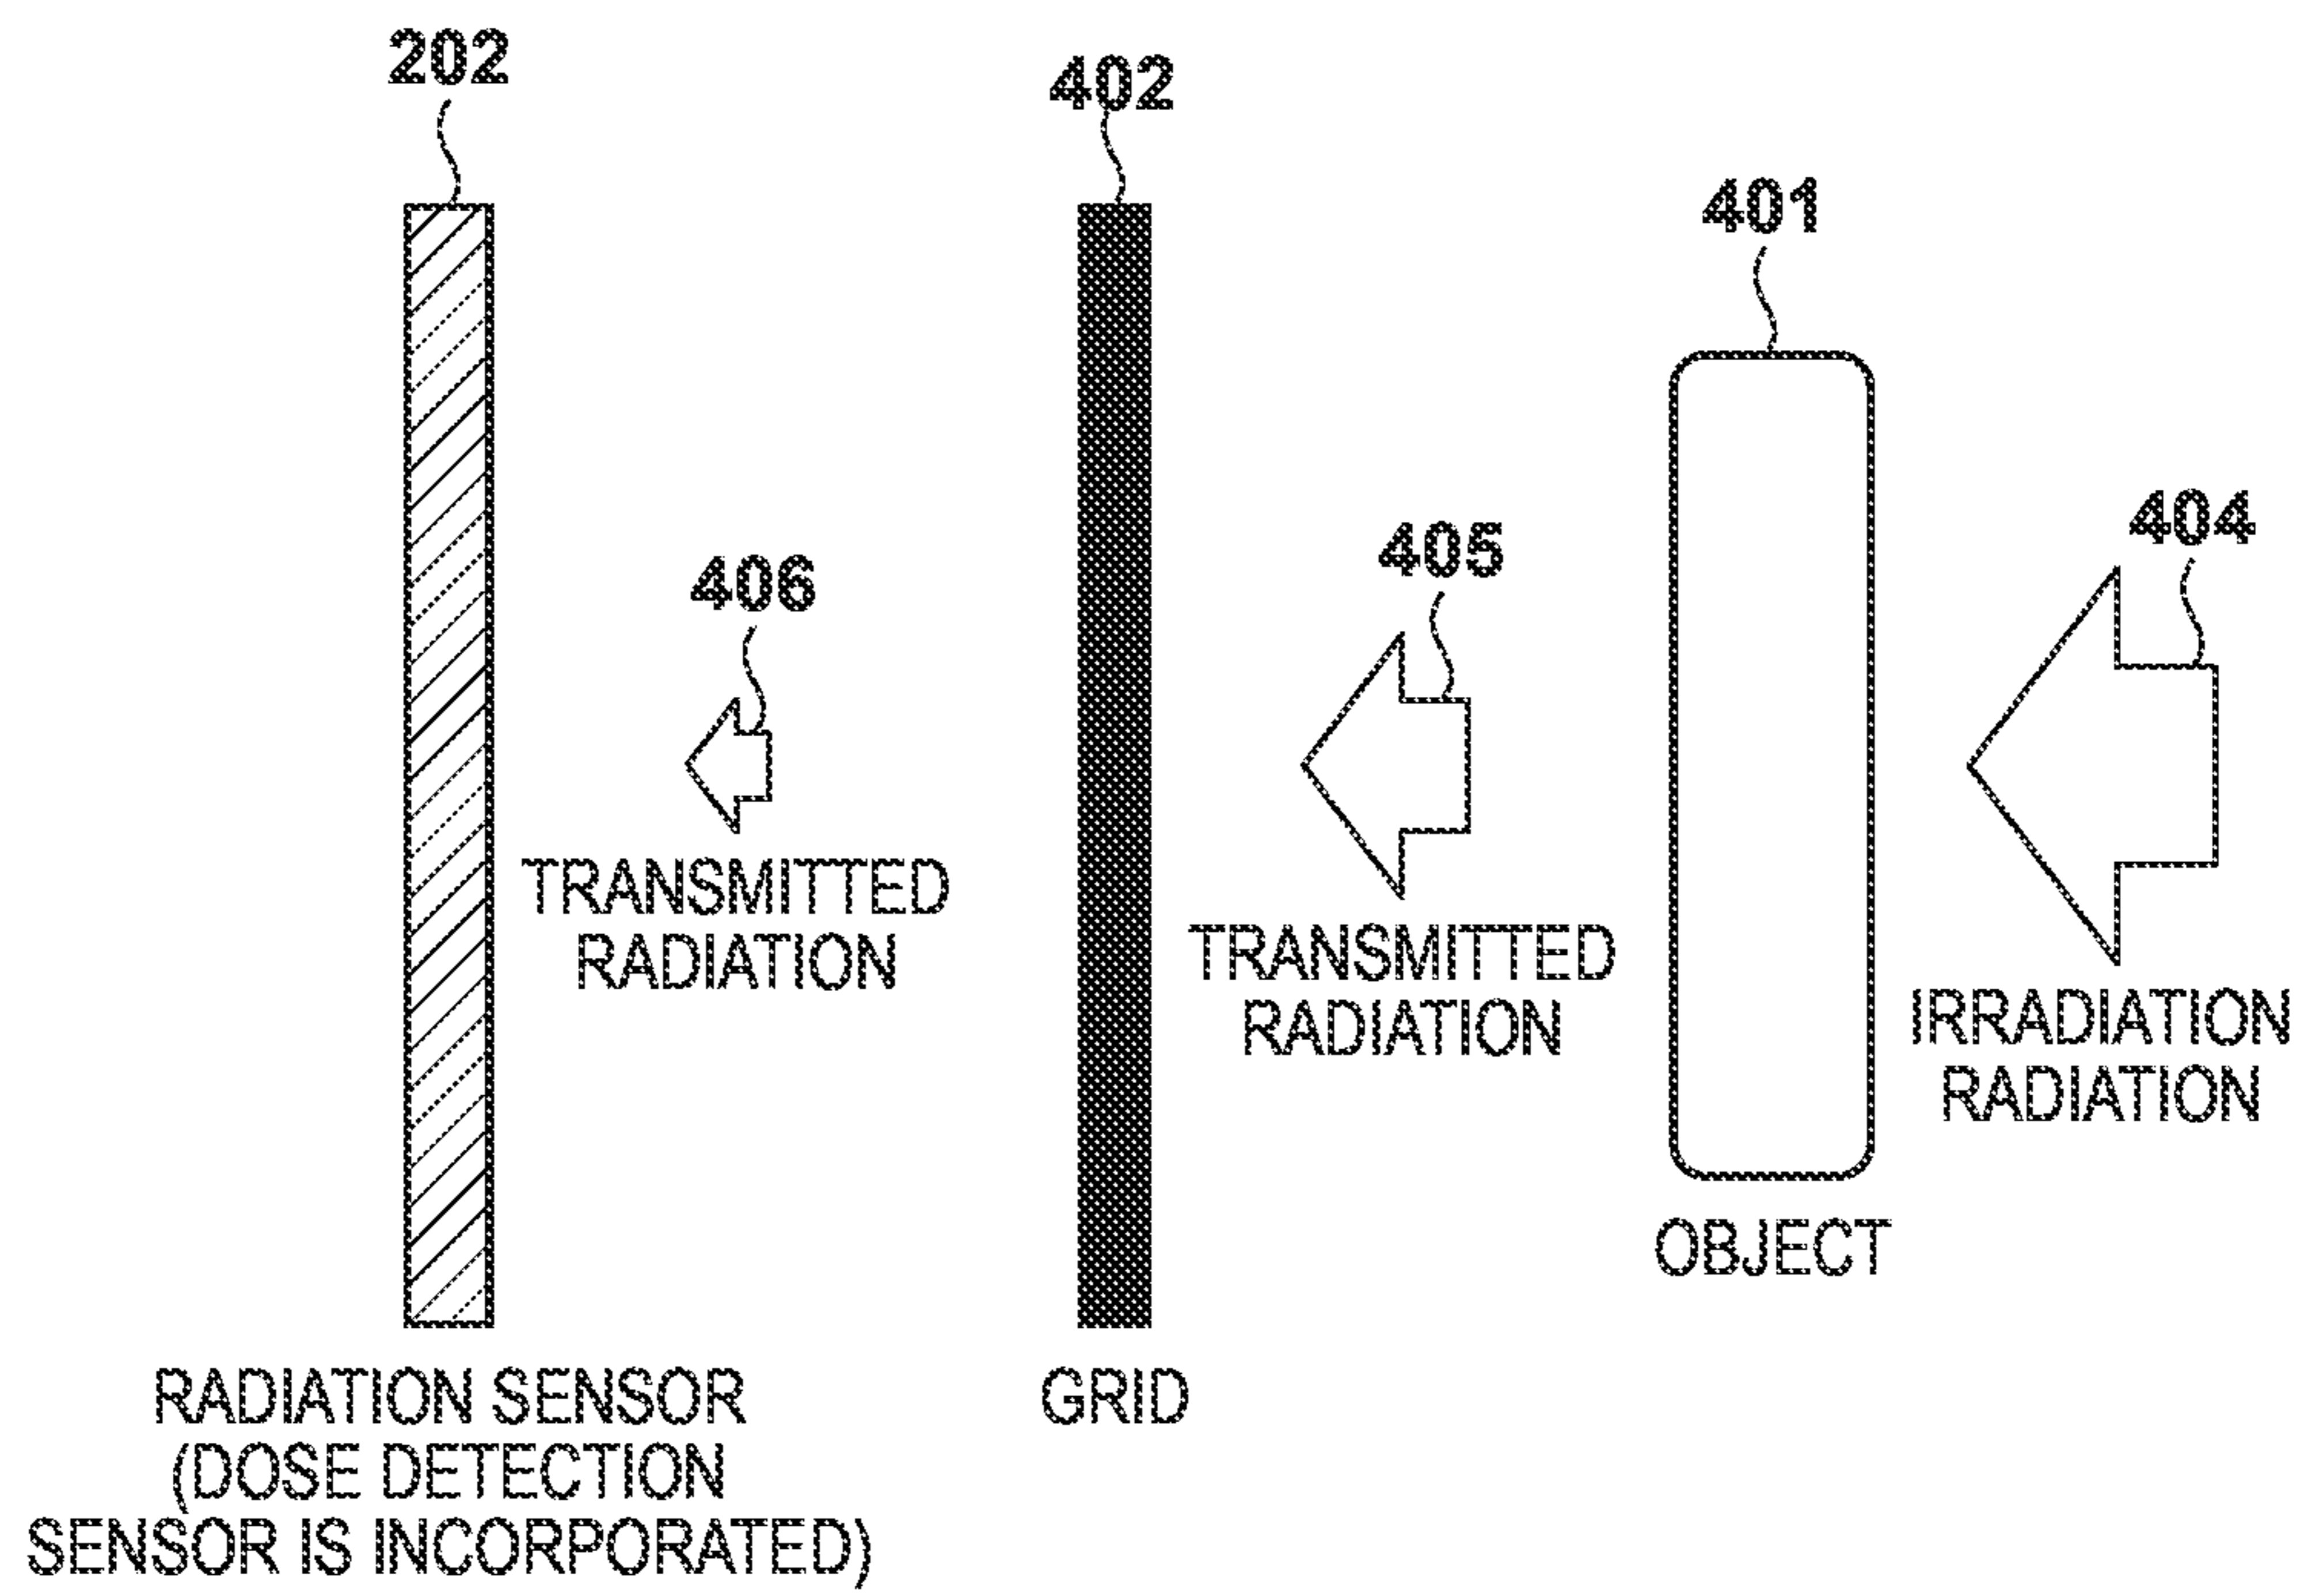 202
402
401
404
405
406
TRANSMITTED
RADIATION
TRANSMITTED
RADIATION
IRRADIATION
RADIATION
OBJECT
RADIATION SENSOR
(DOSE DETECTION
SENSOR IS INCORPORATED)
GRID